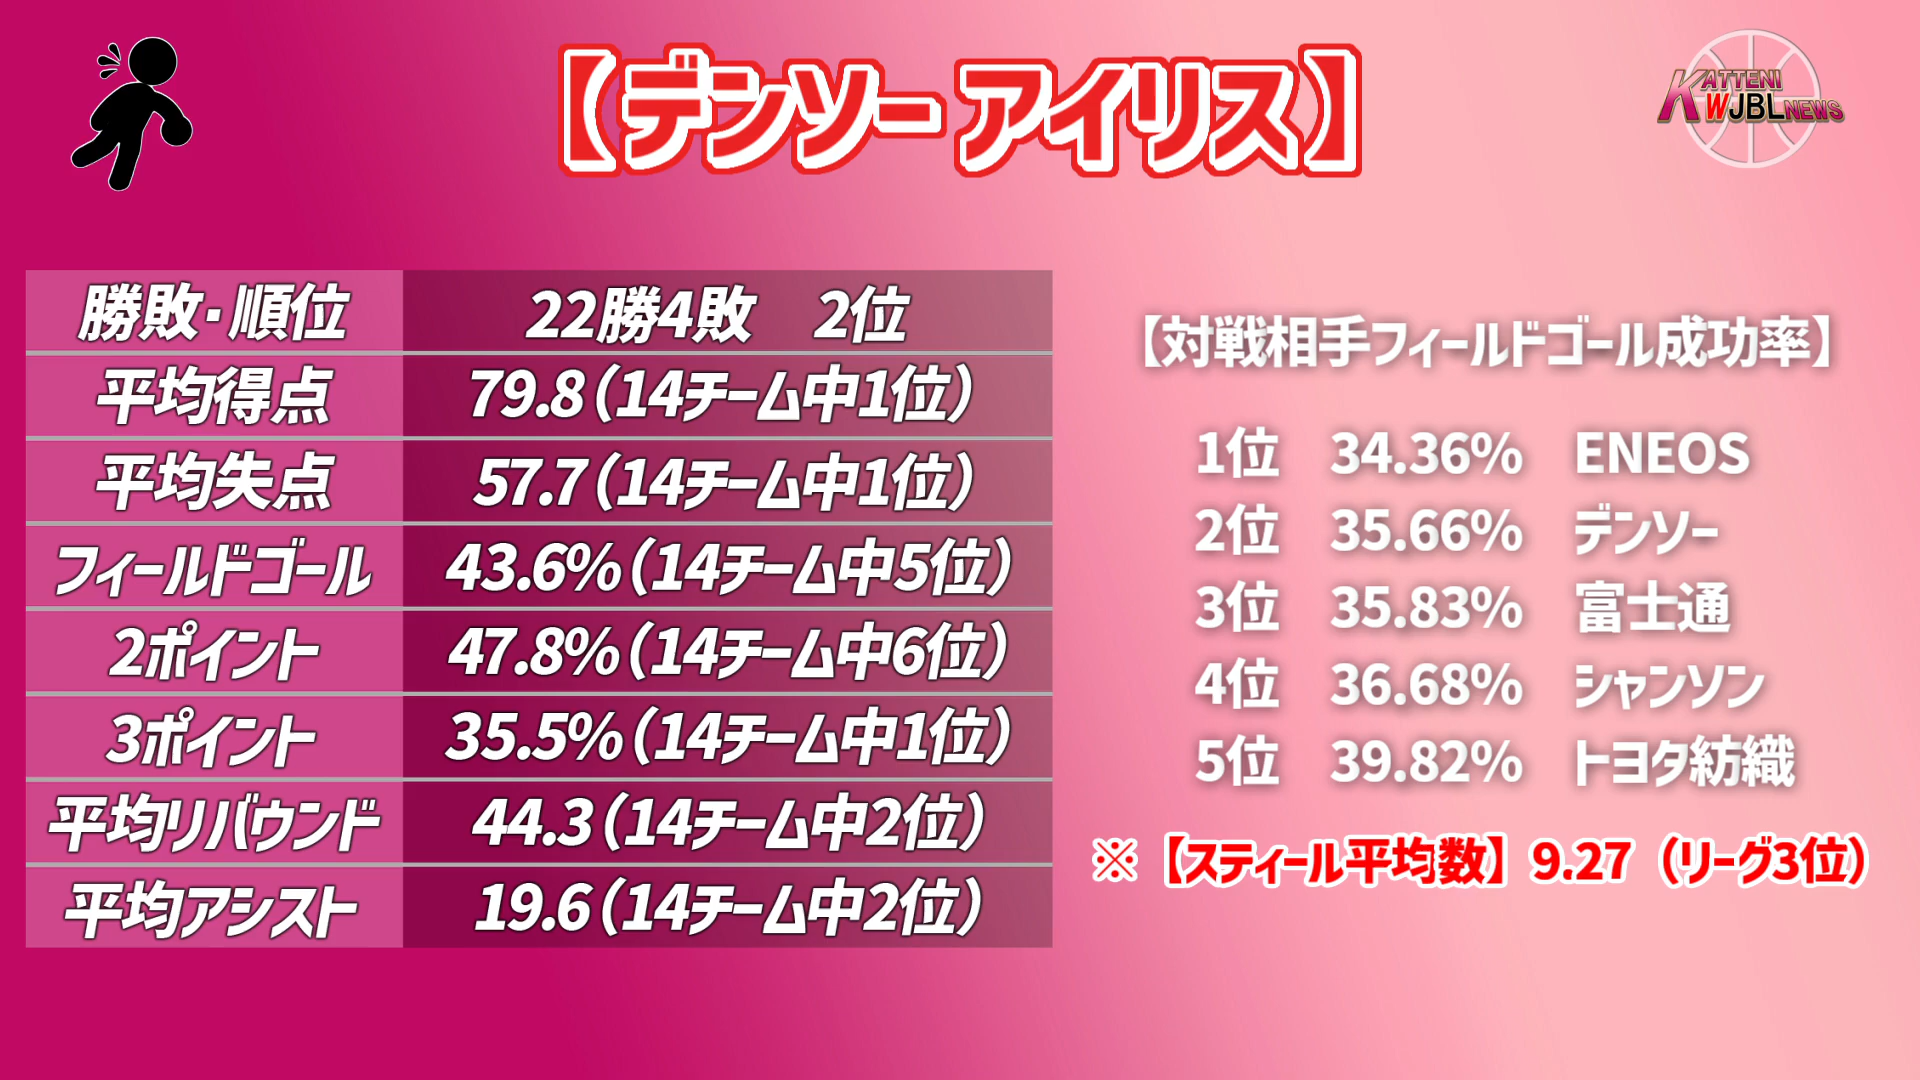 【デンソー アイリス】
KATTENI
WJBLNEWS
勝敗・順位 22勝4敗 2位
平均得点 79.8(14チーム中1位)
平均失点 57.7(14チーム中1位)
フィールドゴール 43.6%(14チーム中5位)
2ポイント 47.8%(14チーム中6位)
3ポイント 35.5%(14チーム中1位)
平均リバウンド 44.3(14チーム中2位)
平均アシスト 19.6(14チーム中2位)
【対戦相手フィールドゴール成功率】
1位 34.36% ENEOS
2位 35.66% デンソー
3位 35.83% 富士通
4位 36.68% シャンソン
5位 39.82% トヨタ紡織
※【スティール平均数】9.27(リーグ3位)